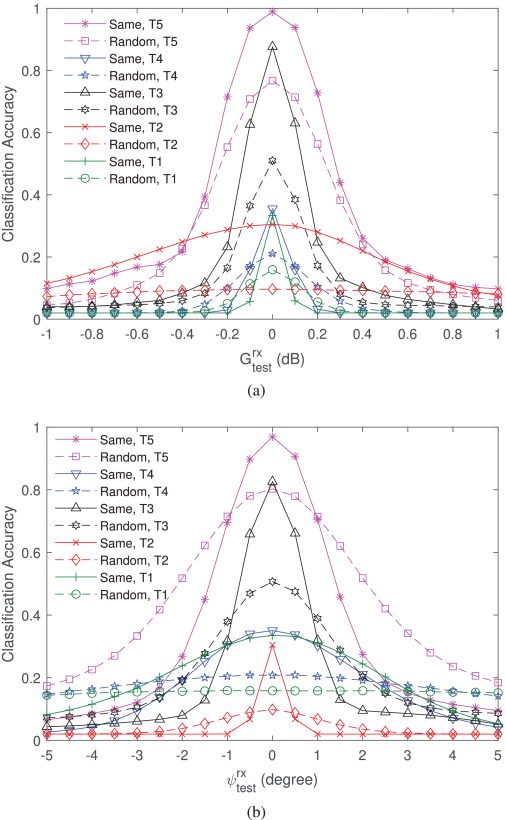 1
0.8
0.6
0.4
0.2
0
Classification Accuracy
Same, T5
Random, T5
Same, T4
Random, T4
Same, T3
Random, T3
Same, T2
Random, T2
Same, T1
Random, T1
-1 -0.8 -0.6 -0.4 -0.2 0 0.2 0.4 0.6 0.8 1
G^rx_test (dB)
(a)
1
0.8
0.6
0.4
0.2
0
Classification Accuracy
Same, T5
Random, T5
Same, T4
Random, T4
Same, T3
Random, T3
Same, T2
Random, T2
Same, T1
Random, T1
-5 -4 -3 -2 -1 0 1 2 3 4 5
ψ^rx_test (degree)
(b)